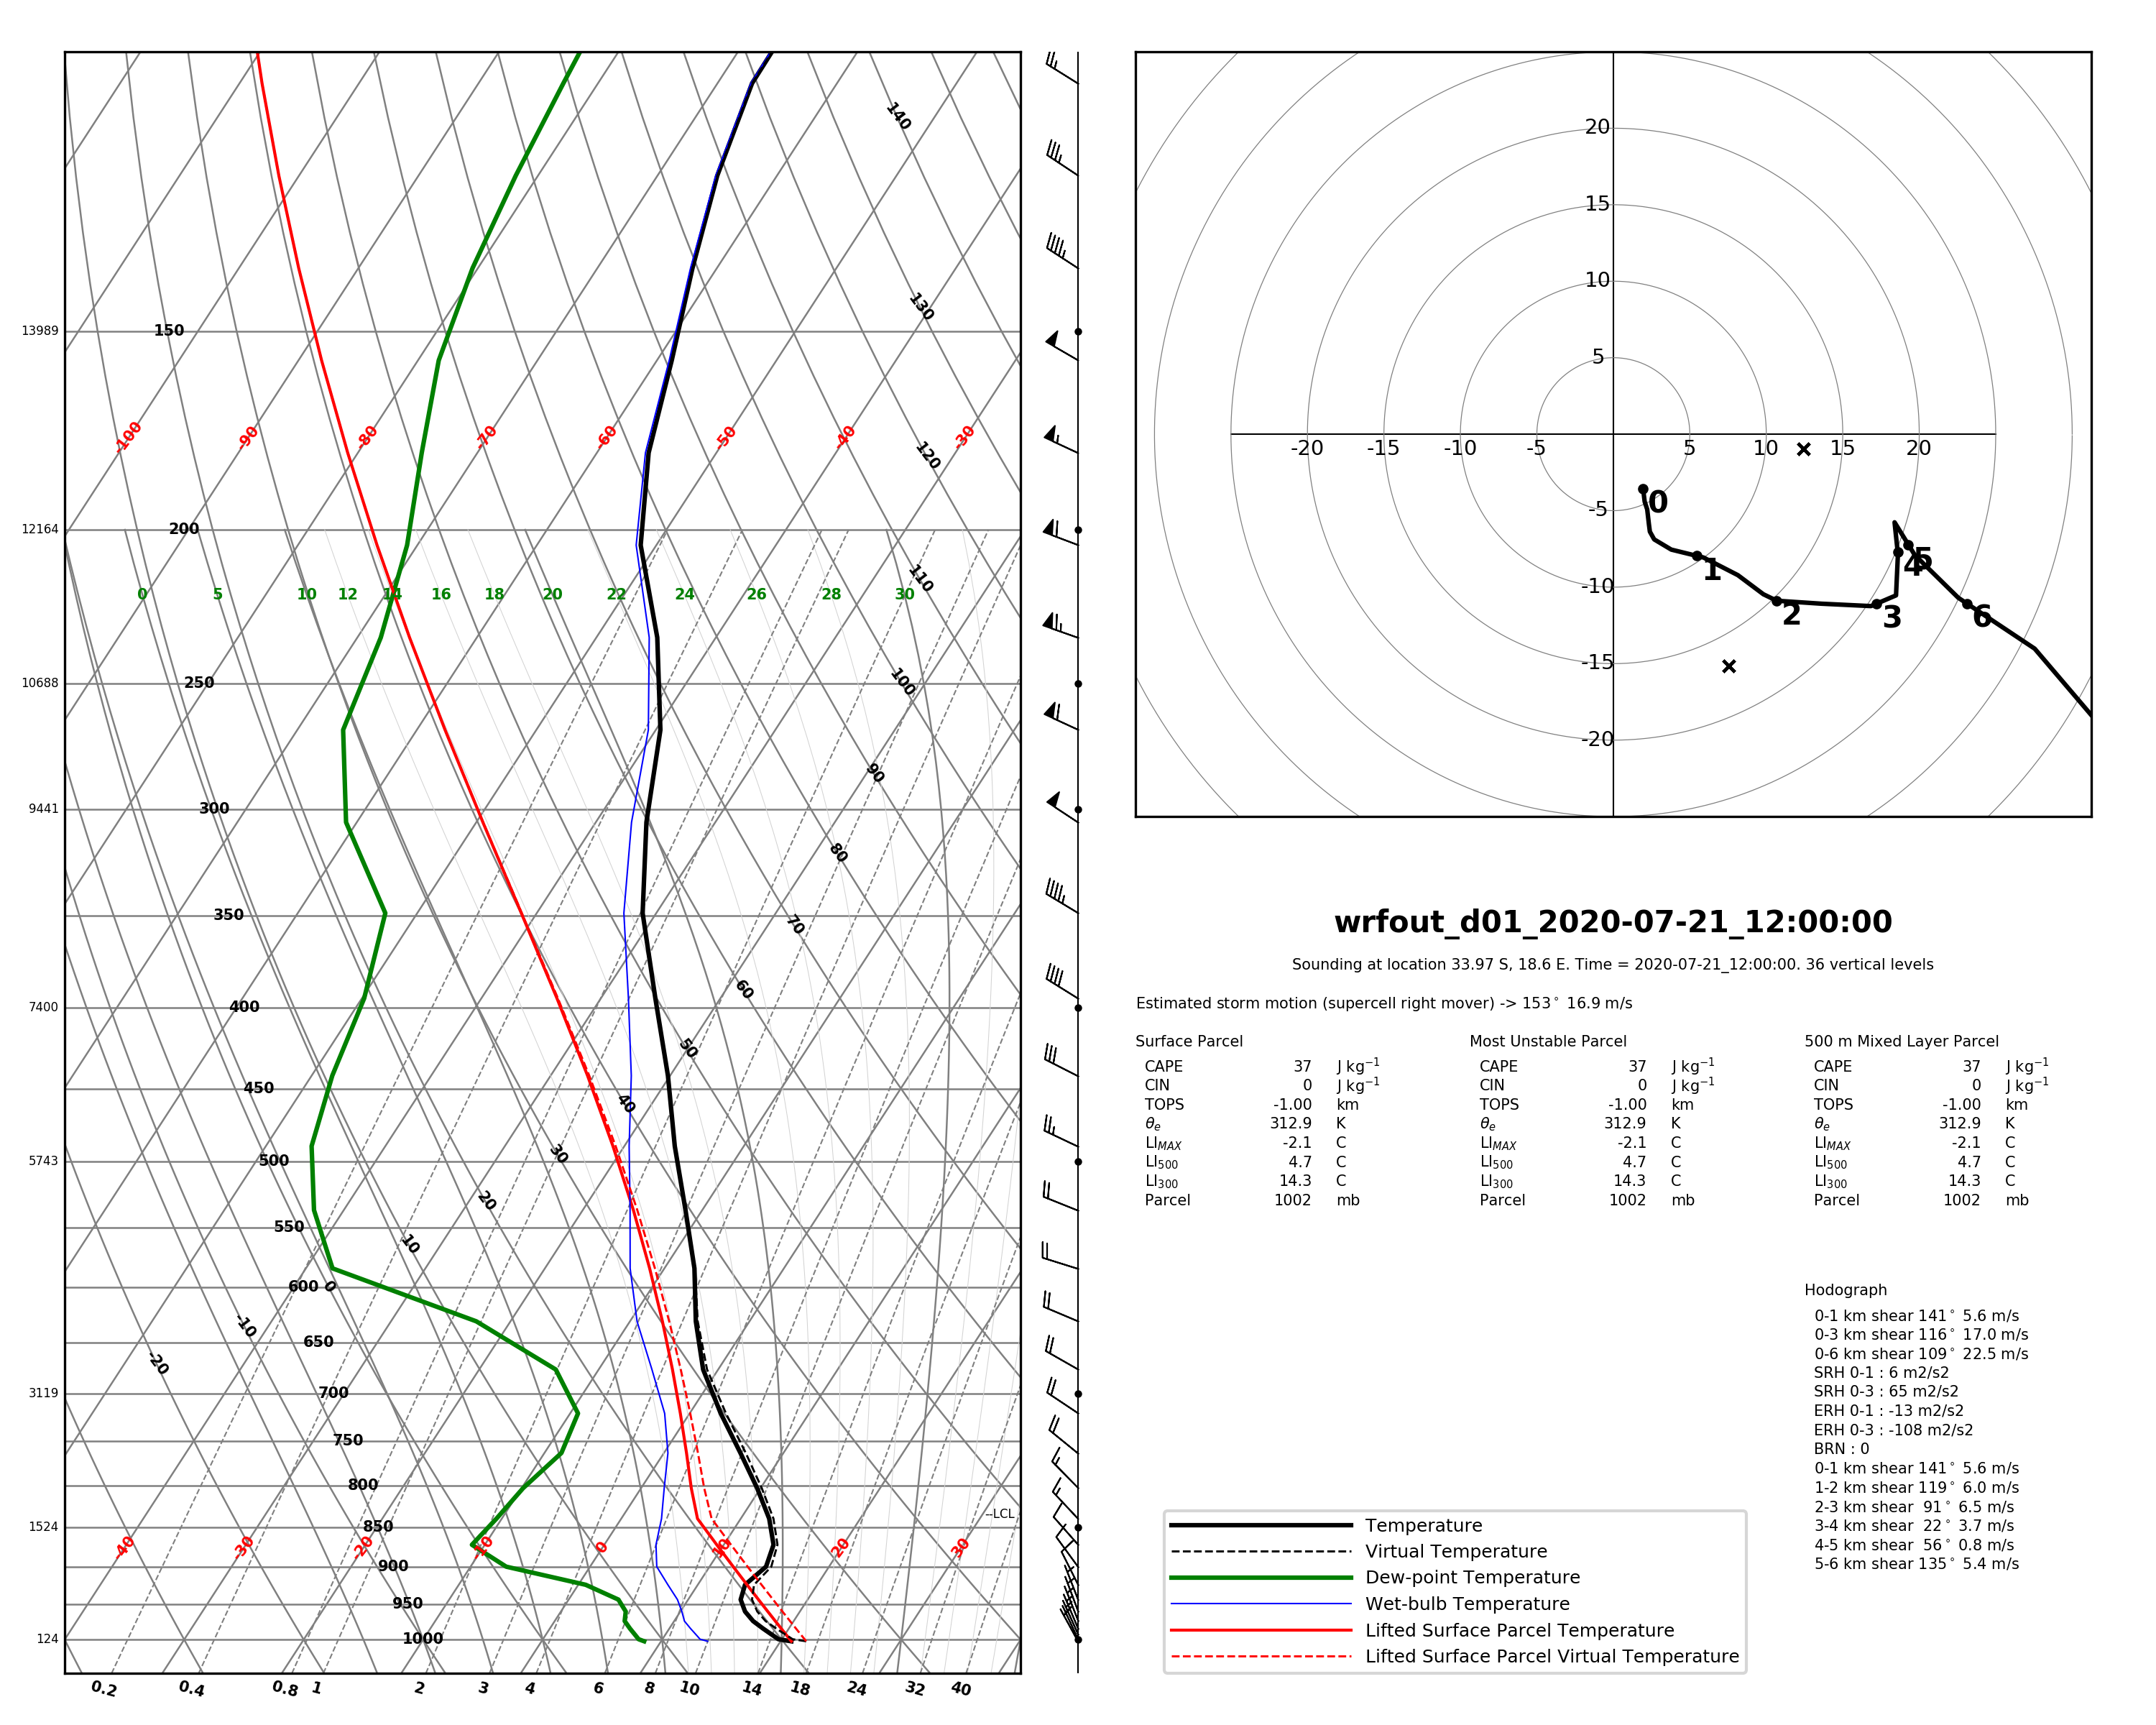 140
130
13989 150
-100 -90 -80 -70 -60 -50 -40 -30
120
12164 200
110
0 5 10 12 14 16 18 20 22 24 26 28 30
10688 250
100
90
9441 300
80
350
70
7400 400
60
50
450
40
5743 500
30
20
550
10
600 0
-10
650
-20
3119 700
750
800
--LCL
1524 850
-40 -30 -20 -10 0 10 20 30
900
950
124 1000
0.2 0.4 0.8 1 2 3 4 6 8 10 14 18 24 32 40
20
15
10
5
-20 -15 -10 -5 5 10 15 20
0
-5
5
4
1
-10
2
3
6
-15
-20
wrfout_d01_2020-07-21_12:00:00
Sounding at location 33.97 S, 18.6 E. Time = 2020-07-21_12:00:00. 36 vertical levels
Estimated storm motion (supercell right mover) -> 153° 16.9 m/s
Surface Parcel Most Unstable Parcel 500 m Mixed Layer Parcel
CAPE 37 J kg⁻¹ CAPE 37 J kg⁻¹ CAPE 37 J kg⁻¹
CIN 0 J kg⁻¹ CIN 0 J kg⁻¹ CIN 0 J kg⁻¹
TOPS -1.00 km TOPS -1.00 km TOPS -1.00 km
θe 312.9 K θe 312.9 K θe 312.9 K
LIMAX -2.1 C LIMAX -2.1 C LIMAX -2.1 C
LI500 4.7 C LI500 4.7 C LI500 4.7 C
LI300 14.3 C LI300 14.3 C LI300 14.3 C
Parcel 1002 mb Parcel 1002 mb Parcel 1002 mb
Hodograph
0-1 km shear 141° 5.6 m/s
0-3 km shear 116° 17.0 m/s
0-6 km shear 109° 22.5 m/s
SRH 0-1 : 6 m2/s2
SRH 0-3 : 65 m2/s2
ERH 0-1 : -13 m2/s2
ERH 0-3 : -108 m2/s2
BRN : 0
0-1 km shear 141° 5.6 m/s
1-2 km shear 119° 6.0 m/s
2-3 km shear 91° 6.5 m/s
3-4 km shear 22° 3.7 m/s
4-5 km shear 56° 0.8 m/s
5-6 km shear 135° 5.4 m/s
Temperature
Virtual Temperature
Dew-point Temperature
Wet-bulb Temperature
Lifted Surface Parcel Temperature
Lifted Surface Parcel Virtual Temperature